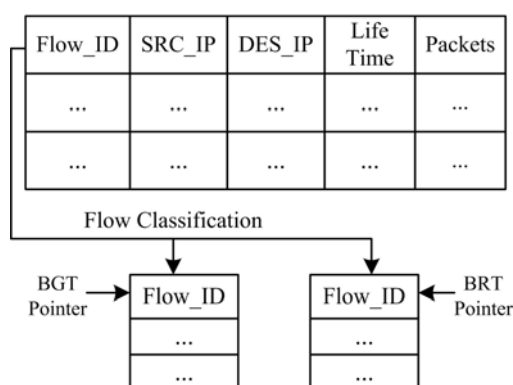 Flow_ID SRC_IP DES_IP Life Time Packets
... ... ... ... ...
... ... ... ... ...
Flow Classification
BGT Pointer
Flow_ID
...
...
Flow_ID
...
...
BRT Pointer